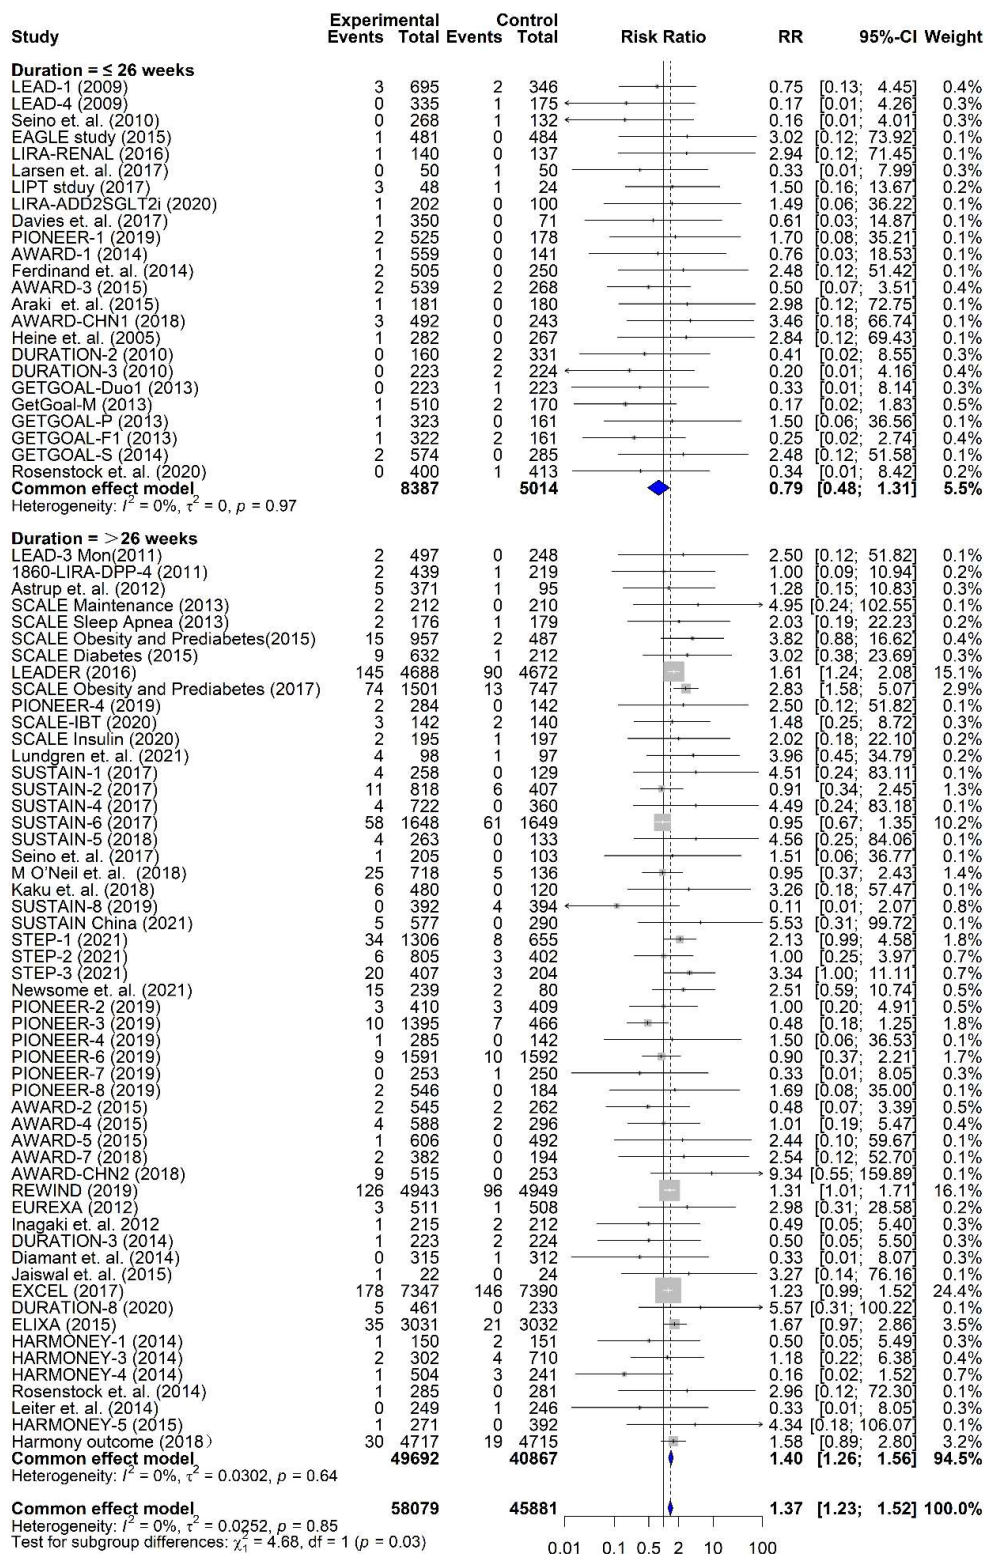 Experimental Control
Study Events Total Events Total Risk Ratio RR 95%-CI Weight
Duration = ≤ 26 weeks
LEAD-1 (2009) 3 695 2 346 0.75 [0.13; 4.45] 0.4%
LEAD-4 (2009) 0 335 1 175 0.17 [0.01; 4.26] 0.3%
Seino et. al. (2010) 0 268 1 132 0.16 [0.01; 4.01] 0.3%
EAGLE study (2015) 1 481 0 484 3.02 [0.12; 73.92] 0.1%
LIRA-RENAL (2016) 1 140 0 137 2.94 [0.12; 71.45] 0.1%
Larsen et. al. (2017) 0 50 1 50 0.33 [0.01; 7.99] 0.3%
LIPT stduy (2017) 3 48 1 24 1.50 [0.16; 13.67] 0.2%
LIRA-ADD2SGLT2i (2020) 1 202 0 100 1.49 [0.06; 36.22] 0.1%
Davies et. al. (2017) 1 350 0 71 0.61 [0.03; 14.87] 0.1%
PIONEER-1 (2019) 2 525 0 178 1.70 [0.08; 35.21] 0.1%
AWARD-1 (2014) 1 559 0 141 0.76 [0.03; 18.53] 0.1%
Ferdinand et. al. (2014) 2 505 0 250 2.48 [0.12; 51.42] 0.1%
AWARD-3 (2015) 2 539 2 268 0.50 [0.07; 3.51] 0.4%
Araki et. al. (2015) 1 181 0 180 2.98 [0.12; 72.75] 0.1%
AWARD-CHN1 (2018) 3 492 0 243 3.46 [0.18; 66.74] 0.1%
Heine et. al. (2005) 1 282 0 267 2.84 [0.12; 69.43] 0.1%
DURATION-2 (2010) 0 160 2 331 0.41 [0.02; 8.55] 0.3%
DURATION-3 (2010) 0 223 2 224 0.20 [0.01; 4.16] 0.4%
GETGOAL-Duo1 (2013) 0 223 1 223 0.33 [0.01; 8.14] 0.3%
GetGoal-M (2013) 1 510 2 170 0.17 [0.02; 1.83] 0.5%
GETGOAL-P (2013) 1 323 0 161 1.50 [0.06; 36.56] 0.1%
GETGOAL-F1 (2013) 1 322 2 161 0.25 [0.02; 2.74] 0.4%
GETGOAL-S (2014) 2 574 0 285 2.48 [0.12; 51.58] 0.1%
Rosenstock et. al. (2020) 0 400 1 413 0.34 [0.01; 8.42] 0.2%
Common effect model 8387 5014 0.79 [0.48; 1.31] 5.5%
Heterogeneity: I² = 0%, τ² = 0, p = 0.97
Duration = >26 weeks
LEAD-3 Mon(2011) 2 497 0 248 2.50 [0.12; 51.82] 0.1%
1860-LIRA-DPP-4 (2011) 2 439 1 219 1.00 [0.09; 10.94] 0.2%
Astrup et. al. (2012) 5 371 1 95 1.28 [0.15; 10.83] 0.2%
SCALE Maintenance (2013) 2 212 0 210 4.95 [0.24; 102.55] 0.1%
SCALE Sleep Apnea (2013) 2 176 1 179 2.03 [0.19; 22.23] 0.2%
SCALE Obesity and Prediabetes(2015) 15 957 2 487 3.82 [0.88; 16.62] 0.4%
SCALE Diabetes (2015) 9 632 1 212 3.02 [0.38; 23.69] 0.2%
LEADER (2016) 145 4688 90 4672 1.61 [1.24; 2.08] 15.1%
SCALE Obesity and Prediabetes (2017) 74 1501 13 747 2.83 [1.58; 5.07] 2.9%
PIONEER-4 (2019) 2 284 0 142 2.50 [0.12; 51.82] 0.1%
SCALE-IBT (2020) 3 142 2 140 1.48 [0.25; 8.72] 0.3%
SCALE Insulin (2020) 2 195 1 197 2.02 [0.18; 22.10] 0.2%
Lundgren et. al. (2021) 4 98 1 97 3.96 [0.45; 34.79] 0.2%
SUSTAIN-1 (2017) 4 258 0 129 4.51 [0.24; 83.11] 0.1%
SUSTAIN-2 (2017) 11 818 6 407 0.91 [0.34; 2.45] 1.3%
SUSTAIN-4 (2017) 4 722 0 360 4.49 [0.24; 83.18] 0.1%
SUSTAIN-6 (2017) 58 1648 61 1649 0.95 [0.67; 1.35] 10.2%
SUSTAIN-5 (2018) 4 263 0 133 4.56 [0.25; 84.06] 0.1%
Seino et. al. (2017) 1 205 0 103 1.51 [0.06; 36.77] 0.1%
M O'Neil et. al. (2018) 25 718 5 136 0.95 [0.37; 2.43] 1.4%
Kaku et. al. (2018) 6 480 0 120 3.26 [0.18; 57.47] 0.1%
SUSTAIN-8 (2019) 0 392 4 394 0.11 [0.01; 2.07] 0.8%
SUSTAIN China (2021) 5 577 0 290 5.53 [0.31; 99.72] 0.1%
STEP-1 (2021) 34 1306 8 655 2.13 [0.99; 4.58] 1.8%
STEP-2 (2021) 6 805 3 402 1.00 [0.25; 3.97] 0.7%
STEP-3 (2021) 20 407 3 204 3.34 [1.00; 11.11] 0.7%
Newsome et. al. (2021) 15 239 2 80 2.51 [0.59; 10.74] 0.5%
PIONEER-2 (2019) 3 410 3 409 1.00 [0.20; 4.91] 0.5%
PIONEER-3 (2019) 10 1395 7 466 0.48 [0.18; 1.25] 1.8%
PIONEER-4 (2019) 1 285 0 142 1.50 [0.06; 36.53] 0.1%
PIONEER-6 (2019) 9 1591 10 1592 0.90 [0.37; 2.21] 1.7%
PIONEER-7 (2019) 0 253 1 250 0.33 [0.01; 8.05] 0.3%
PIONEER-8 (2019) 2 546 0 184 1.69 [0.08; 35.00] 0.1%
AWARD-2 (2015) 2 545 2 262 0.48 [0.07; 3.39] 0.5%
AWARD-4 (2015) 4 588 2 296 1.01 [0.19; 5.47] 0.4%
AWARD-5 (2015) 1 606 0 492 2.44 [0.10; 59.67] 0.1%
AWARD-7 (2018) 2 382 0 194 2.54 [0.12; 52.70] 0.1%
AWARD-CHN2 (2018) 9 515 0 253 9.34 [0.55; 159.89] 0.1%
REWIND (2019) 126 4943 96 4949 1.31 [1.01; 1.71] 16.1%
EUREXA (2012) 3 511 1 508 2.98 [0.31; 28.58] 0.2%
Inagaki et. al. 2012 1 215 2 212 0.49 [0.05; 5.40] 0.3%
DURATION-3 (2014) 1 223 2 224 0.50 [0.05; 5.50] 0.3%
Diamant et. al. (2014) 0 315 1 312 0.33 [0.01; 8.07] 0.3%
Jaiswal et. al. (2015) 1 22 0 24 3.27 [0.14; 76.16] 0.1%
EXCEL (2017) 178 7347 146 7390 1.23 [0.99; 1.52] 24.4%
DURATION-8 (2020) 5 461 0 233 5.57 [0.31; 100.22] 0.1%
ELIXA (2015) 35 3031 21 3032 1.67 [0.97; 2.86] 3.5%
HARMONEY-1 (2014) 1 150 2 151 0.50 [0.05; 5.49] 0.3%
HARMONEY-3 (2014) 2 302 4 710 1.18 [0.22; 6.38] 0.4%
HARMONEY-4 (2014) 1 504 3 241 0.16 [0.02; 1.52] 0.7%
Rosenstock et. al. (2014) 1 285 0 281 2.96 [0.12; 72.30] 0.1%
Leiter et. al. (2014) 0 249 1 246 0.33 [0.01; 8.05] 0.3%
HARMONEY-5 (2015) 1 271 0 392 4.34 [0.18; 106.07] 0.1%
Harmony outcome (2018） 30 4717 19 4715 1.58 [0.89; 2.80] 3.2%
Common effect model 49692 40867 1.40 [1.26; 1.56] 94.5%
Heterogeneity: I² = 0%, τ² = 0.0302, p = 0.64
Common effect model 58079 45881 1.37 [1.23; 1.52] 100.0%
Heterogeneity: I² = 0%, τ² = 0.0252, p = 0.85
Test for subgroup differences: χ²₁ = 4.68, df = 1 (p = 0.03)
0.01 0.1 0.5 2 10 100